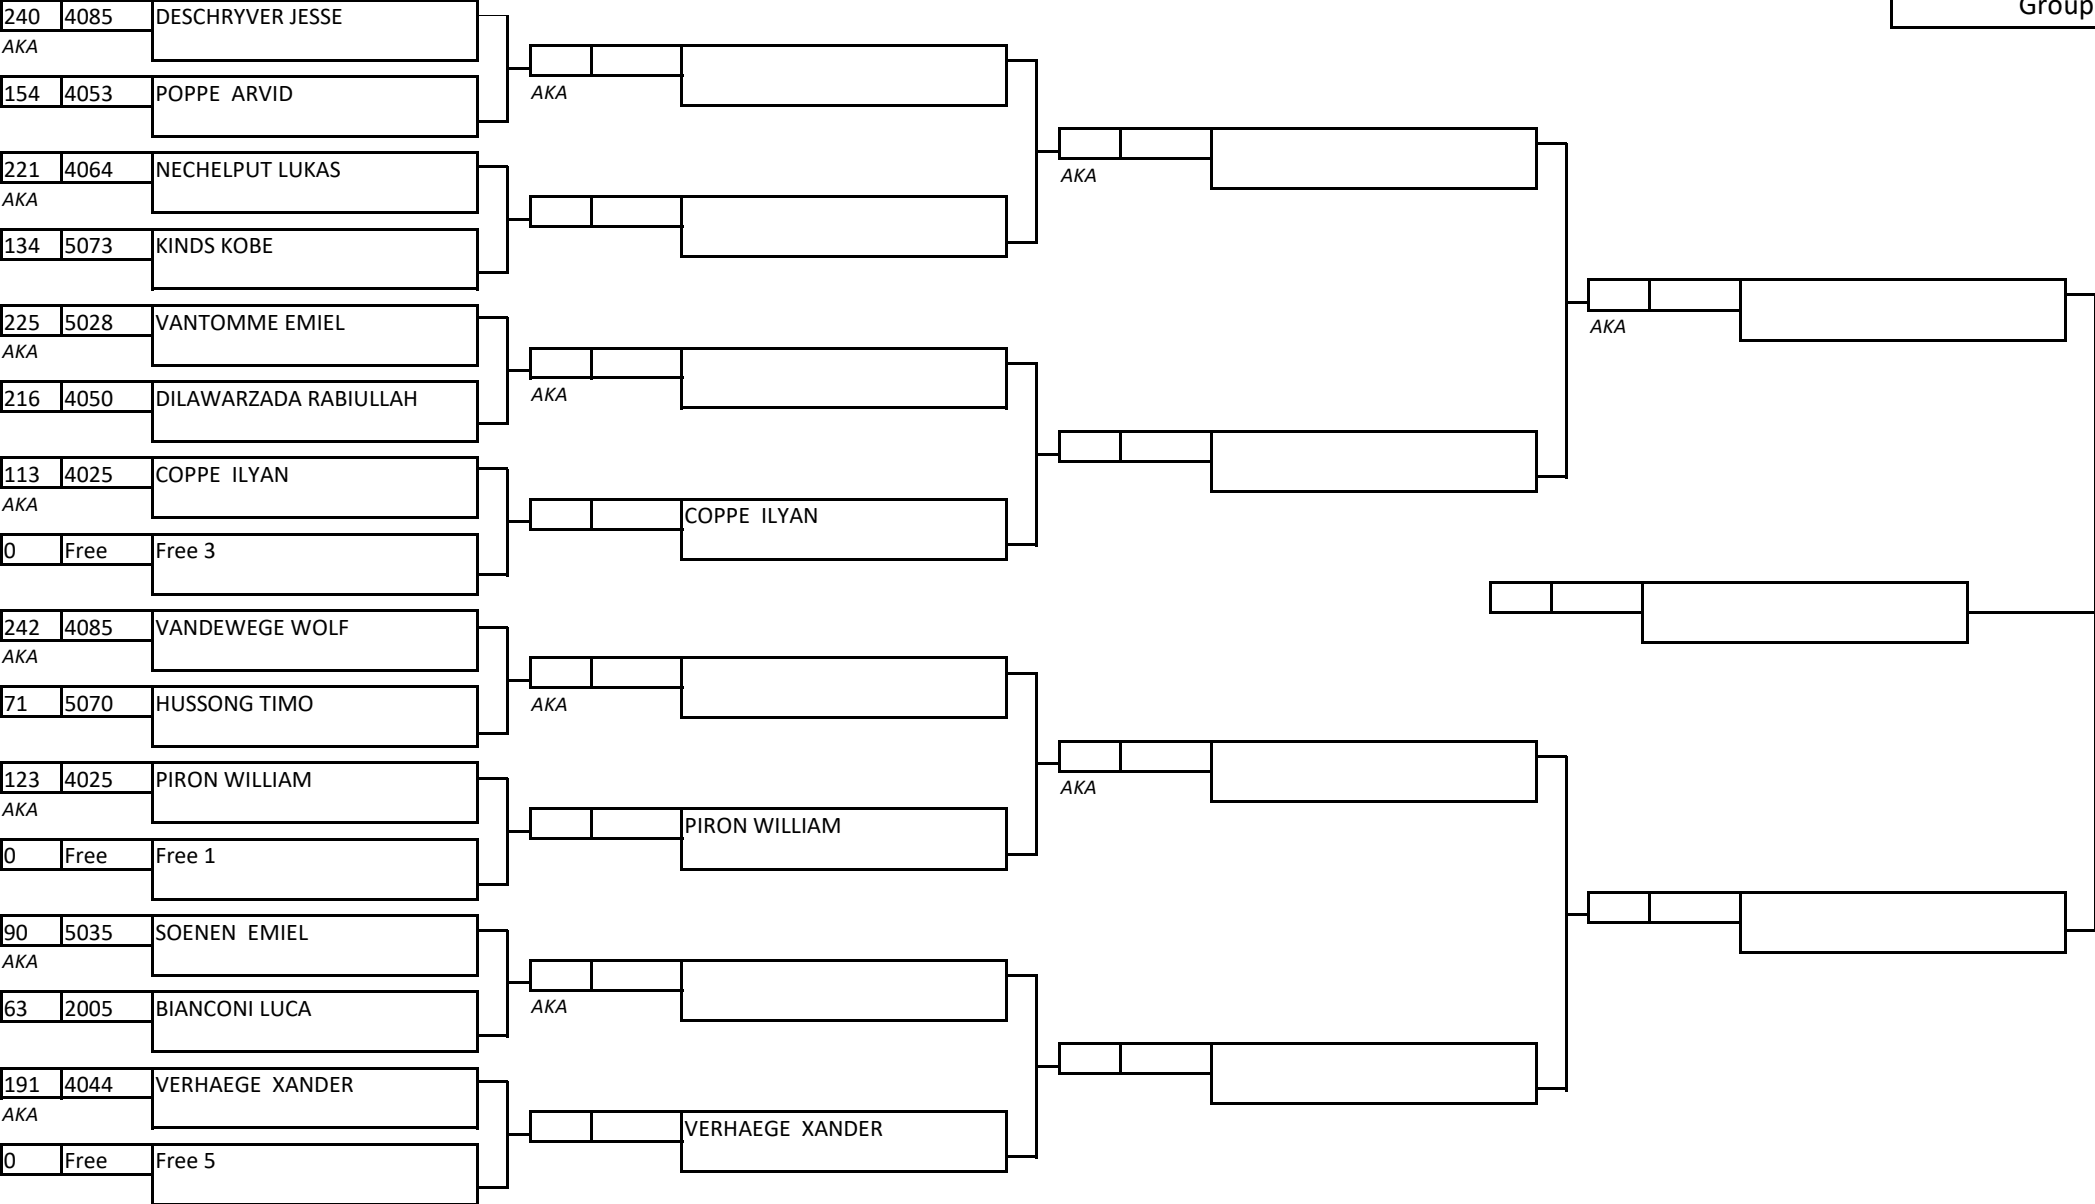 Group
240 4085 DESCHRYVER JESSE
AKA
AKA
154 4053 POPPE ARVID
AKA
221 4064 NECHELPUT LUKAS
AKA
134 5073 KINDS KOBE
225 5028 VANTOMME EMIEL
AKA
AKA
216 4050 DILAWARZADA RABIULLAH
AKA
113 4025 COPPE ILYAN
AKA
COPPE ILYAN
0 Free Free 3
242 4085 VANDEWEGE WOLF
AKA
71 5070 HUSSONG TIMO
AKA
123 4025 PIRON WILLIAM
AKA
AKA
PIRON WILLIAM
0 Free Free 1
90 5035 SOENEN EMIEL
AKA
63 2005 BIANCONI LUCA
AKA
191 4044 VERHAEGE XANDER
AKA
VERHAEGE XANDER
0 Free Free 5